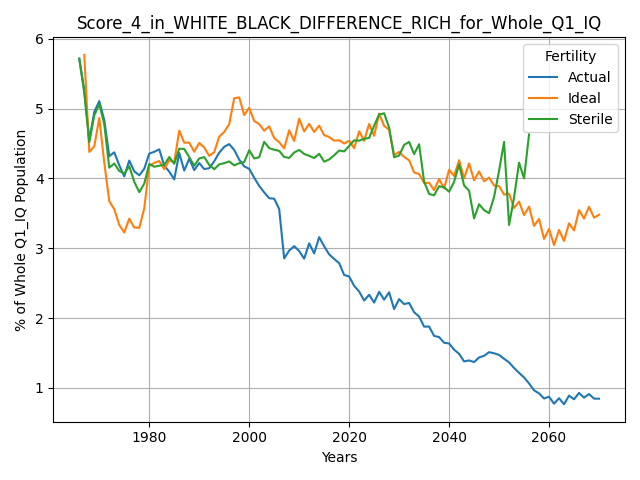 Score_4_in_WHITE_BLACK_DIFFERENCE_RICH_for_Whole_Q1_IQ
Fertility
Actual
Ideal
Sterile
% of Whole Q1_IQ Population
6
5
4
3
2
1
1980
2000
2020
2040
2060
Years